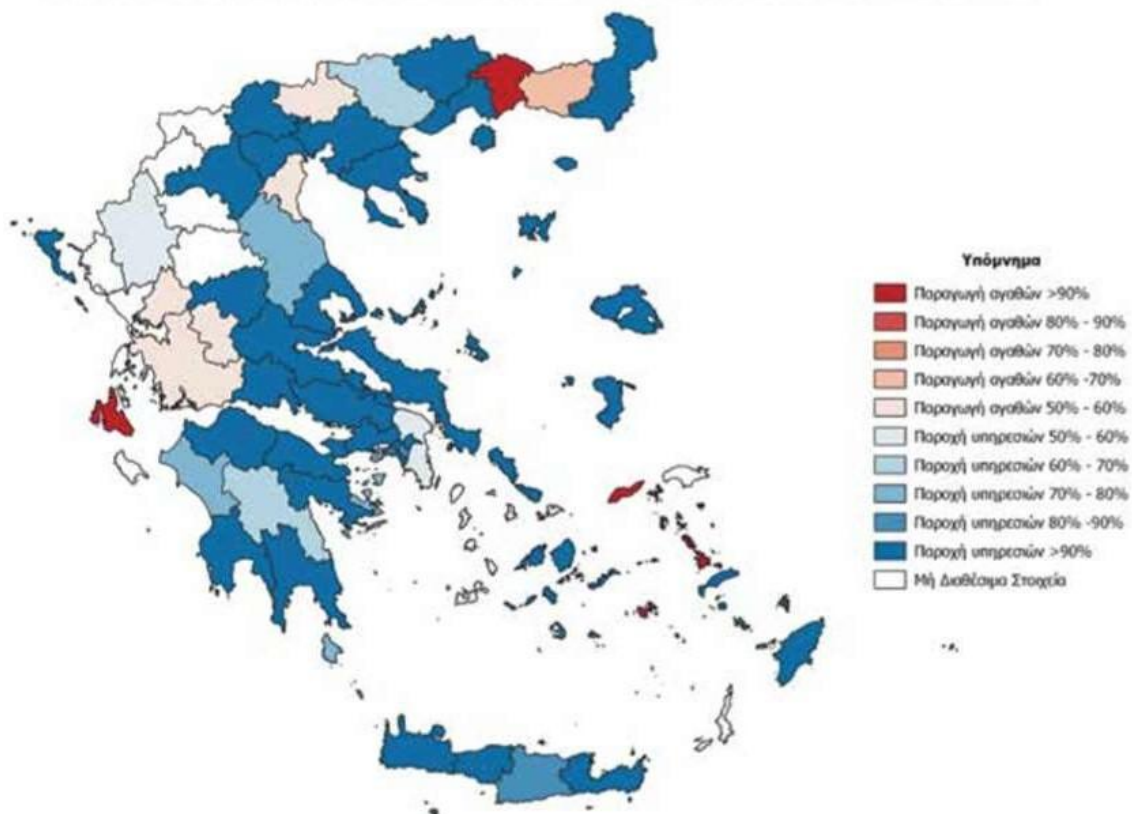 Υπόμνημα
Παραγωγή αγαθών >90%
Παραγωγή αγαθών 80% - 90%
Παραγωγή αγαθών 70% - 80%
Παραγωγή αγαθών 60% -70%
Παραγωγή αγαθών 50% - 60%
Παροχή υπηρεσιών 50% - 60%
Παροχή υπηρεσιών 60% - 70%
Παροχή υπηρεσιών 70% - 80%
Παροχή υπηρεσιών 80% -90%
Παροχή υπηρεσιών >90%
Μή Διαθέσιμα Στοιχεία